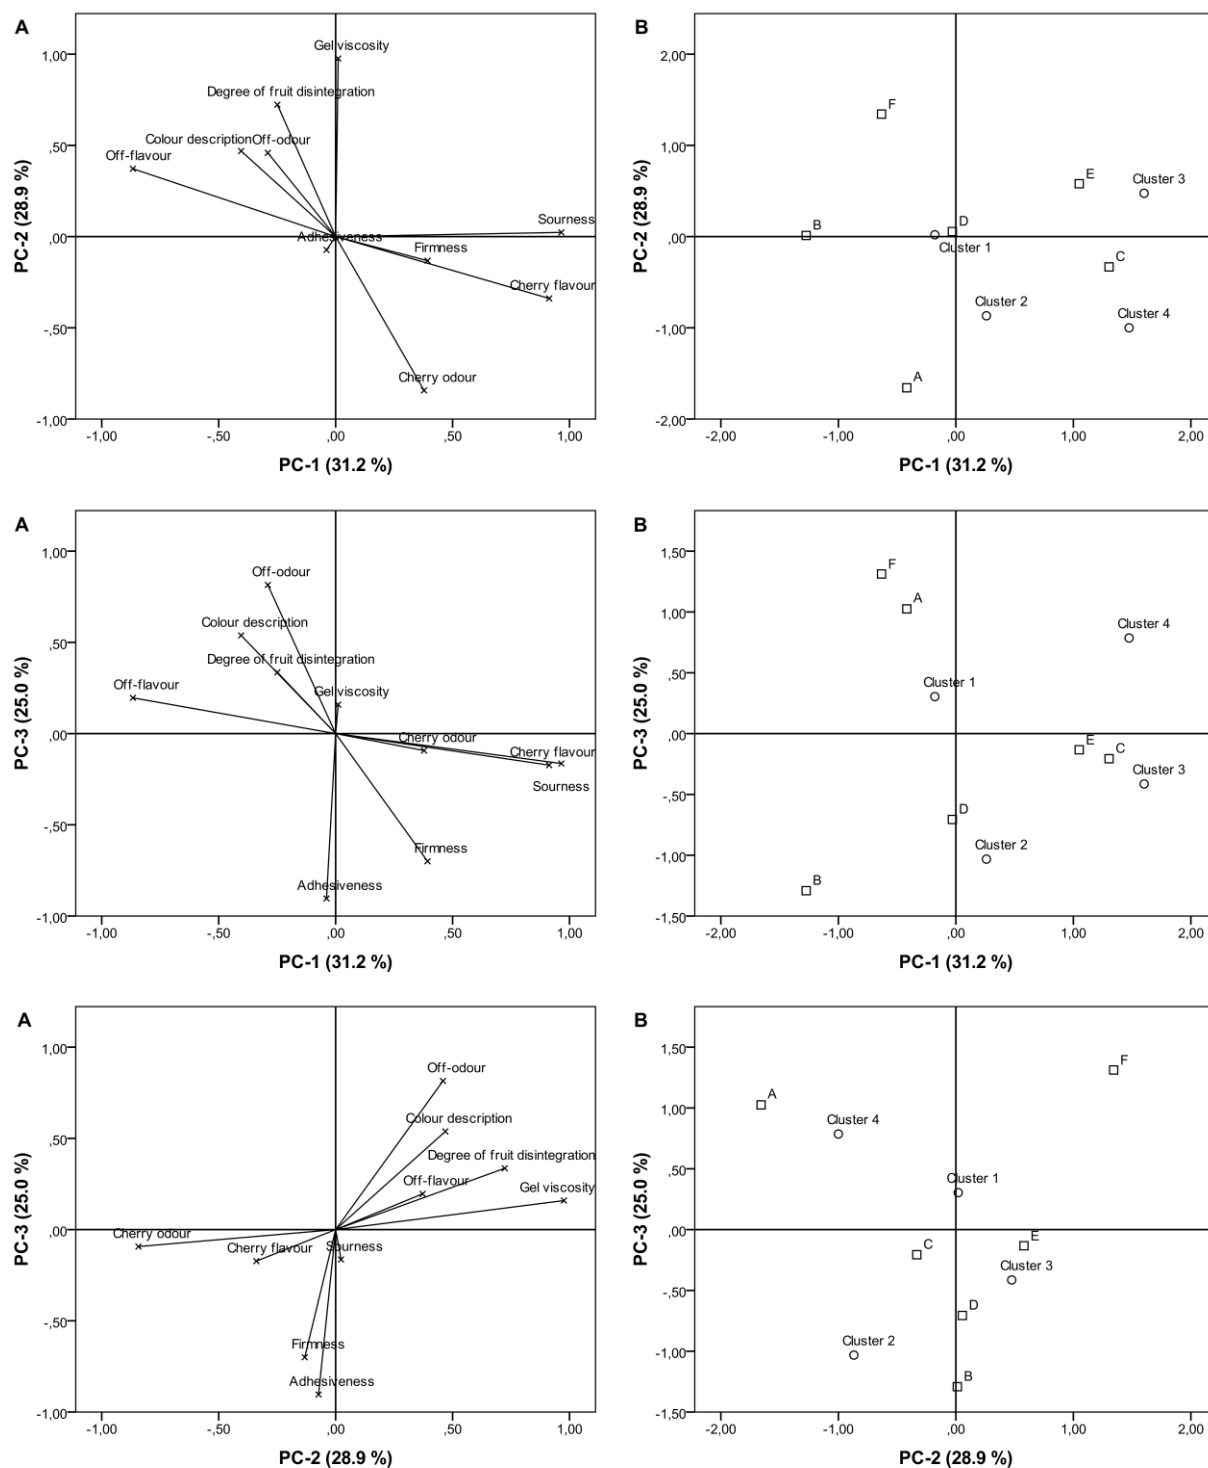 A
Gel viscosity
1,00
Degree of fruit disintegration
,50
Colour description Off-odour
Off-flavour
Sourness
,00
Adhesiveness
Firmness
Cherry flavour
-,50
Cherry odour
-1,00
-1,00 -,50 ,00 ,50 1,00
PC-2 (28.9 %)
PC-1 (31.2 %)
B
2,00
F
1,00
E
Cluster 3
D
B
,00
Cluster 1
C
Cluster 2
Cluster 4
-1,00
A
-2,00
-2,00 -1,00 ,00 1,00 2,00
PC-2 (28.9 %)
PC-1 (31.2 %)
A
1,00
Off-odour
Colour description
,50
Degree of fruit disintegration
Off-flavour
Gel viscosity
,00
Cherry odour
Cherry flavour
Sourness
-,50
Firmness
Adhesiveness
-1,00
-1,00 -,50 ,00 ,50 1,00
PC-3 (25.0 %)
PC-1 (31.2 %)
B
1,50
F
A
1,00
Cluster 4
,50
Cluster 1
,00
E
C
Cluster 3
-,50
D
Cluster 2
-1,00
B
-1,50
-2,00 -1,00 ,00 1,00 2,00
PC-3 (25.0 %)
PC-1 (31.2 %)
A
1,00
Off-odour
Colour description
,50
Degree of fruit disintegration
Off-flavour
Gel viscosity
,00
Cherry odour
Cherry flavour
Sourness
-,50
Firmness
Adhesiveness
-1,00
-1,00 -,50 ,00 ,50 1,00
PC-3 (25.0 %)
PC-2 (28.9 %)
B
1,50
F
A
1,00
Cluster 4
,50
Cluster 1
,00
E
C
Cluster 3
-,50
D
Cluster 2
-1,00
B
-1,50
-2,00 -1,00 ,00 1,00 2,00
PC-3 (25.0 %)
PC-2 (28.9 %)